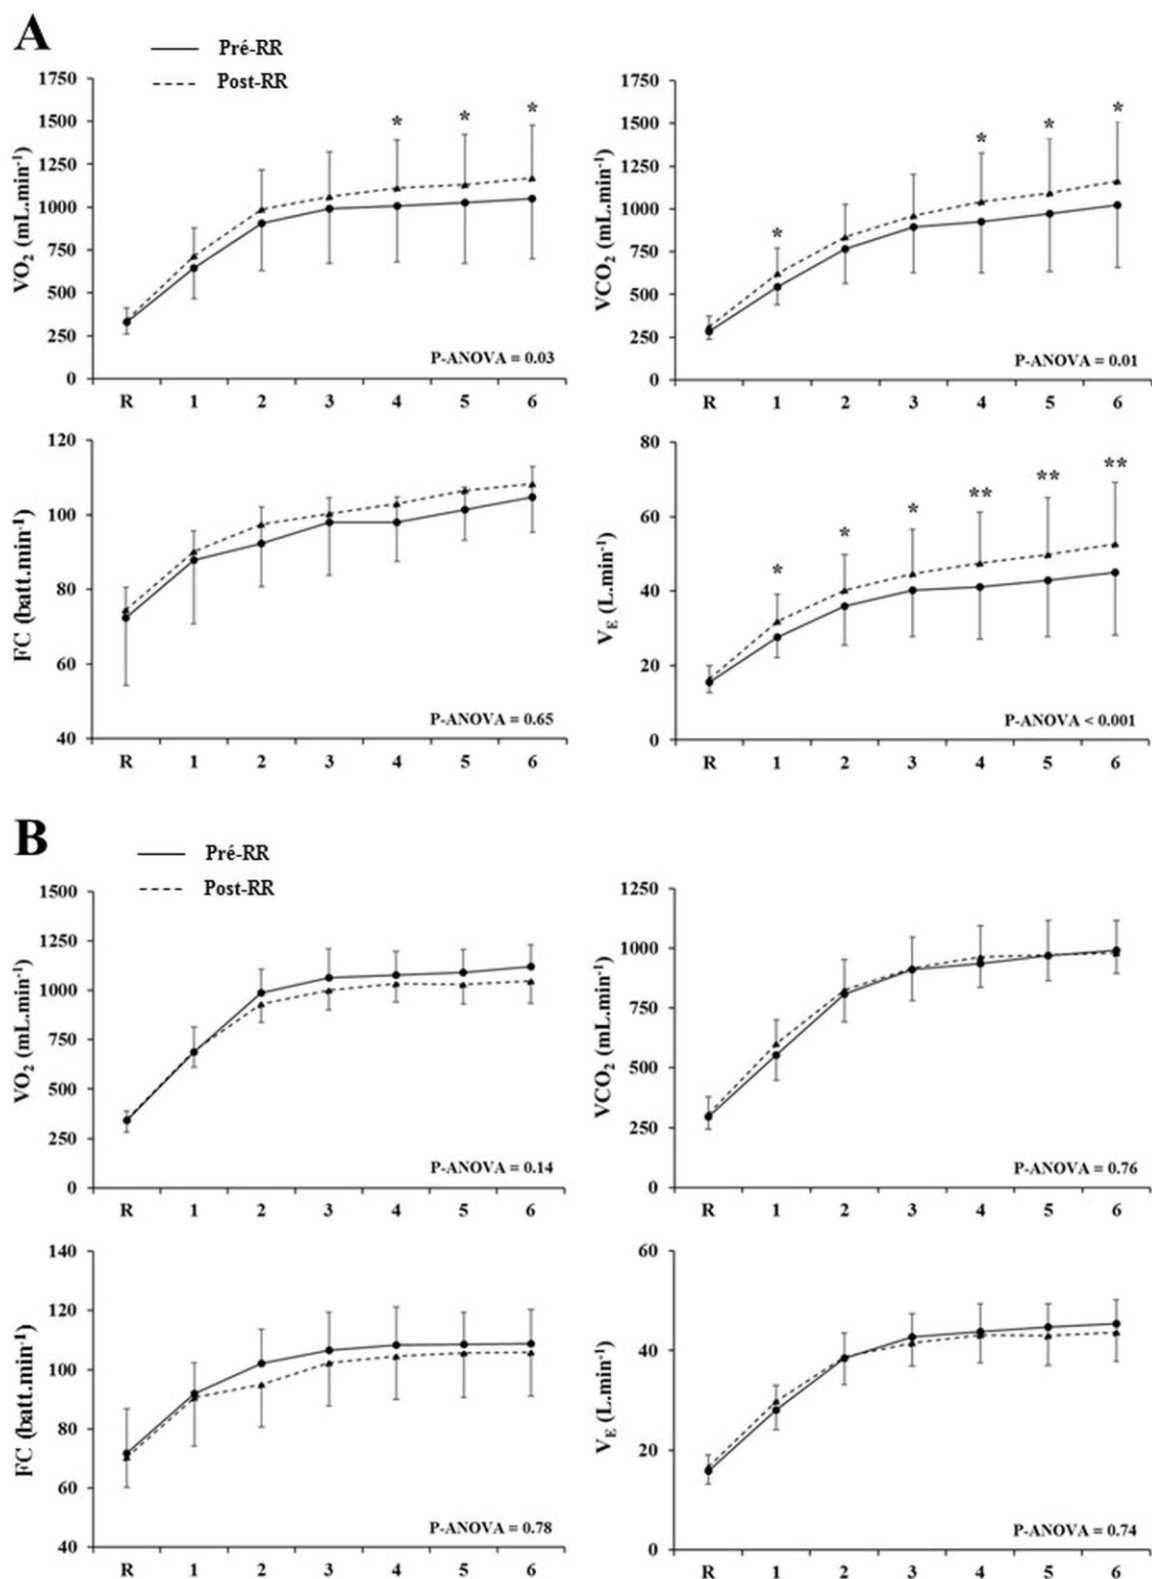 A
Pré-RR
Post-RR
VO2 (mL.min-1)
1750
1500
1250
1000
750
500
250
0
* * *
P-ANOVA = 0.03
R 1 2 3 4 5 6
VCO2 (mL.min-1)
1750
1500
1250
1000
750
500
250
0
* * * *
P-ANOVA = 0.01
R 1 2 3 4 5 6
FC (batt.min-1)
120
100
80
60
40
P-ANOVA = 0.65
R 1 2 3 4 5 6
VE (L.min-1)
80
60
40
20
0
* * * ** ** **
P-ANOVA < 0.001
R 1 2 3 4 5 6
B
Pré-RR
Post-RR
VO2 (mL.min-1)
1500
1250
1000
750
500
250
0
P-ANOVA = 0.14
R 1 2 3 4 5 6
VCO2 (mL.min-1)
1250
1000
750
500
250
0
P-ANOVA = 0.76
R 1 2 3 4 5 6
FC (batt.min-1)
140
120
100
80
60
40
P-ANOVA = 0.78
R 1 2 3 4 5 6
VE (L.min-1)
60
40
20
0
P-ANOVA = 0.74
R 1 2 3 4 5 6